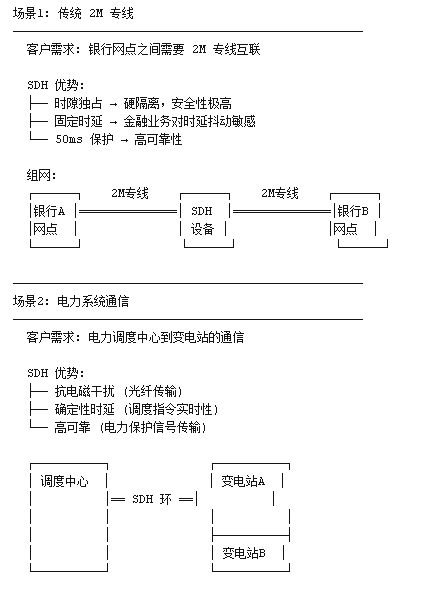 场景1: 传统 2M 专线
客户需求: 银行网点之间需要 2M 专线互联
SDH 优势:
├── 时隙独占 → 硬隔离，安全性极高
├── 固定时延 → 金融业务对时延抖动敏感
└── 50ms 保护 → 高可靠性
组网:
2M专线 2M专线
银行A SDH 银行B
网点 设备 网点
场景2: 电力系统通信
客户需求: 电力调度中心到变电站的通信
SDH 优势:
├── 抗电磁干扰 (光纤传输)
├── 确定性时延 (调度指令实时性)
└── 高可靠 (电力保护信号传输)
调度中心 变电站A
SDH 环
变电站B